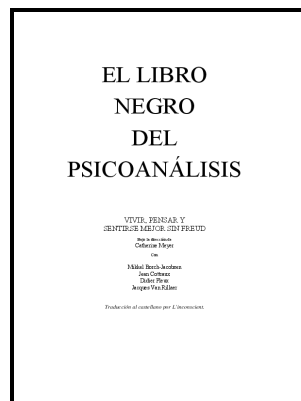 EL LIBRO
NEGRO
DEL
PSICOANÁLISIS
VIVIR, PENSAR Y
SENTIRSE MEJOR SIN FREUD
Bajo la dirección de
Catherine Meyer
Con
Mikkel Borch-Jacobsen
Jean Cottraux
Didier Pleux
Jacques Van Rillaer
Traducción al castellano por L'inconscient.